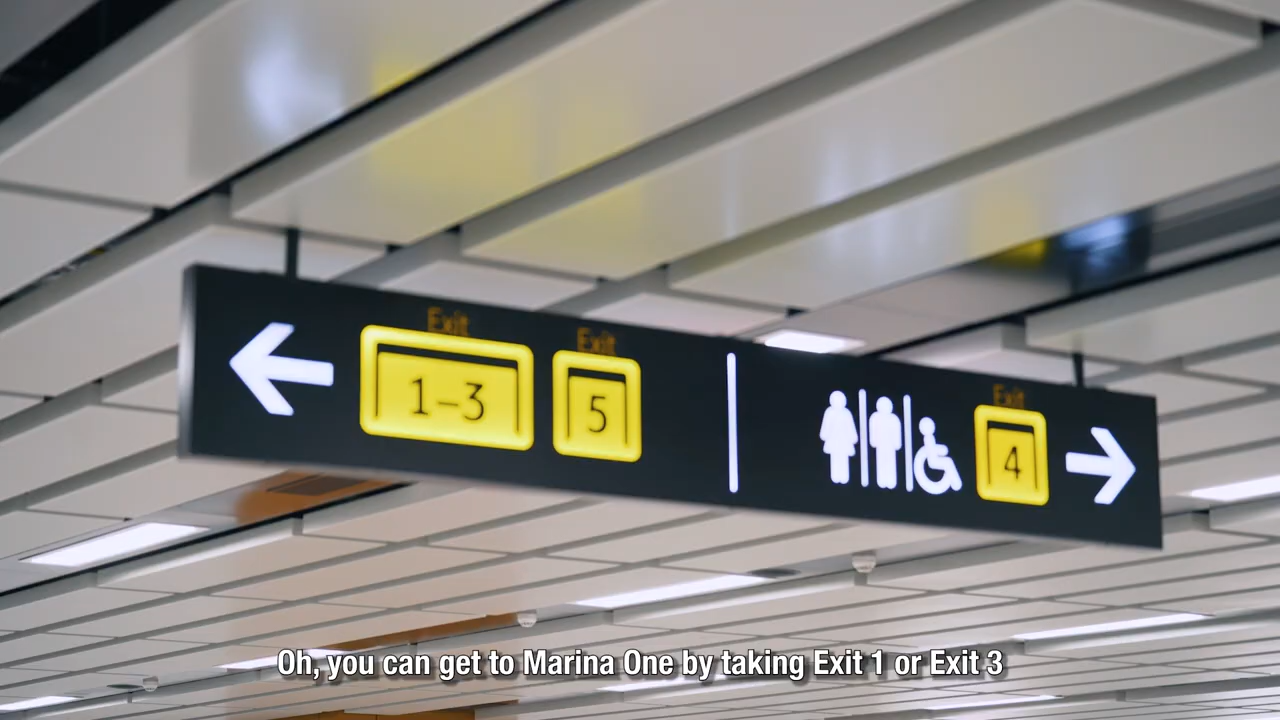 Exit
1–3
Exit
5
Exit
4
Oh, you can get to Marina One by taking Exit 1 or Exit 3